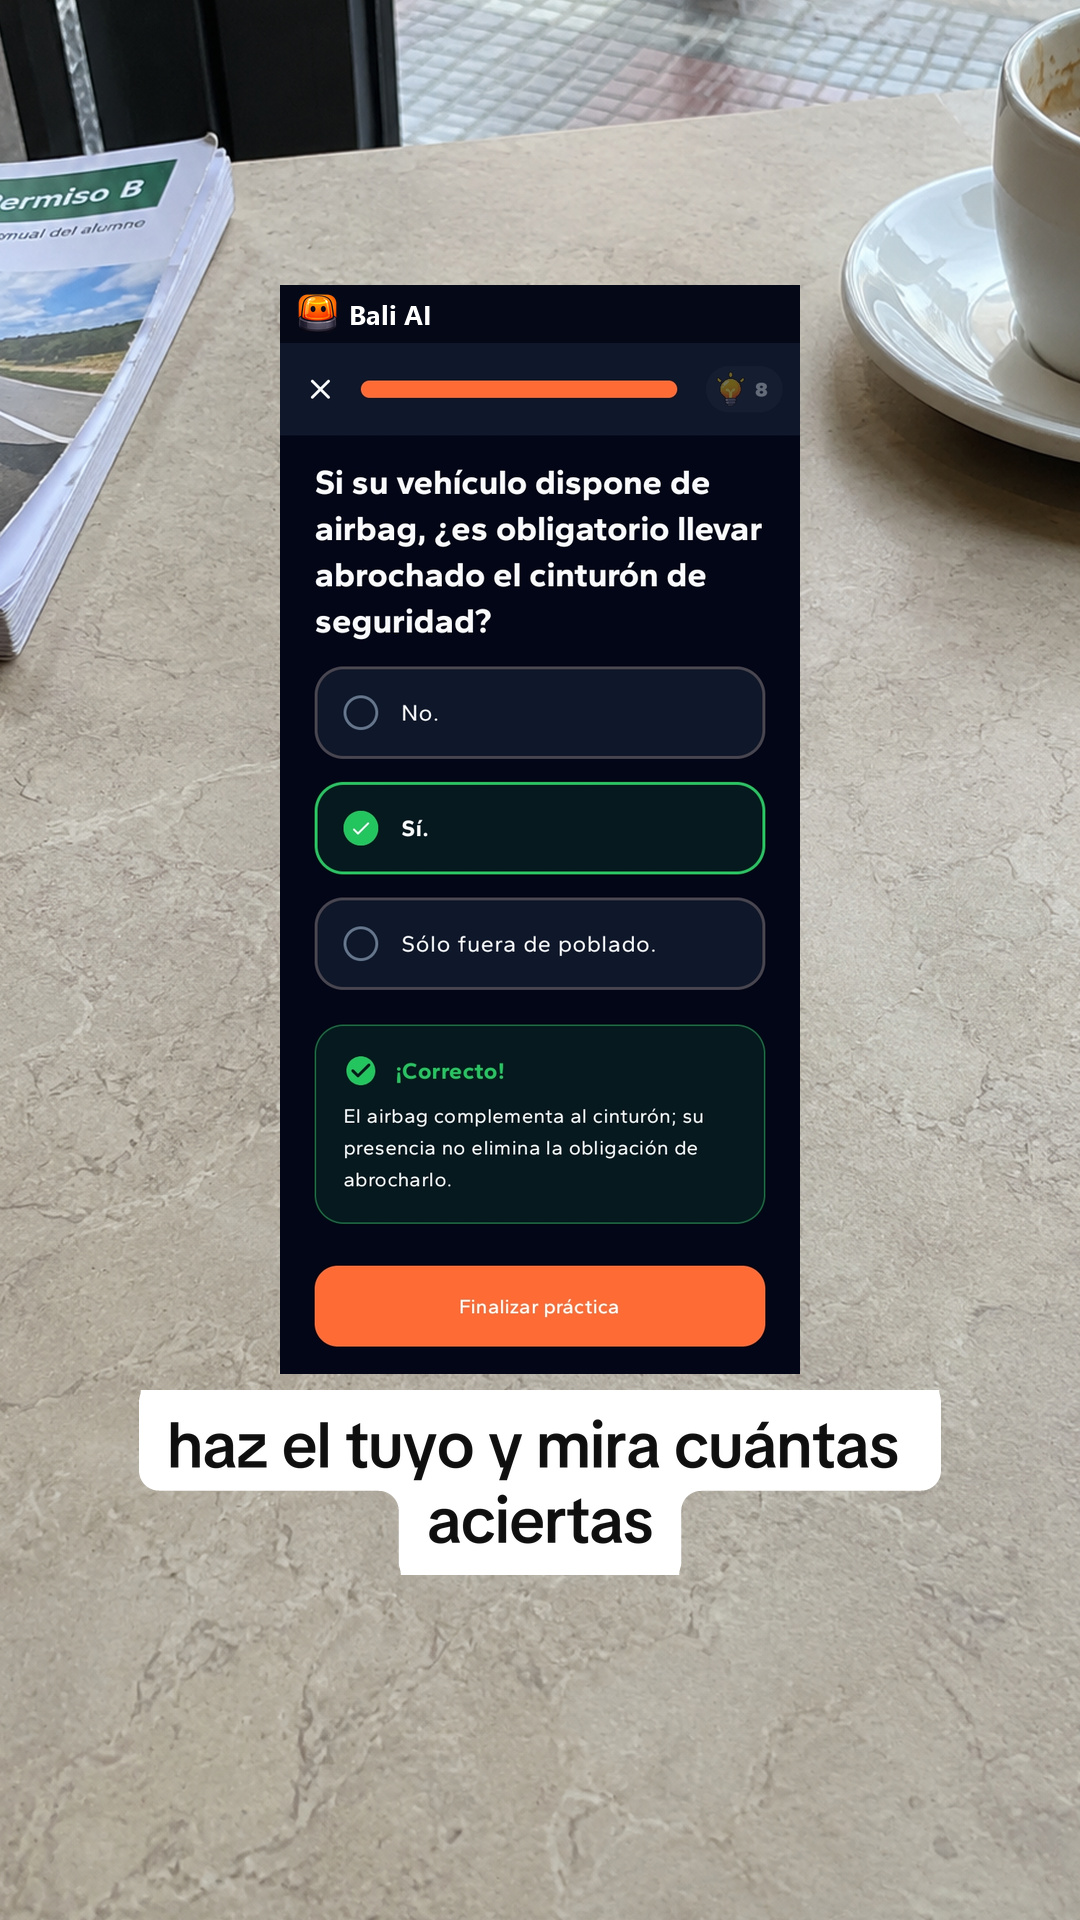 Permiso B
manual del alumno
Bali AI
8
Si su vehículo dispone de
airbag, ¿es obligatorio llevar
abrochado el cinturón de
seguridad?
No.
Sí.
Sólo fuera de poblado.
¡Correcto!
El airbag complementa al cinturón; su
presencia no elimina la obligación de
abrocharlo.
Finalizar práctica
haz el tuyo y mira cuántas
aciertas